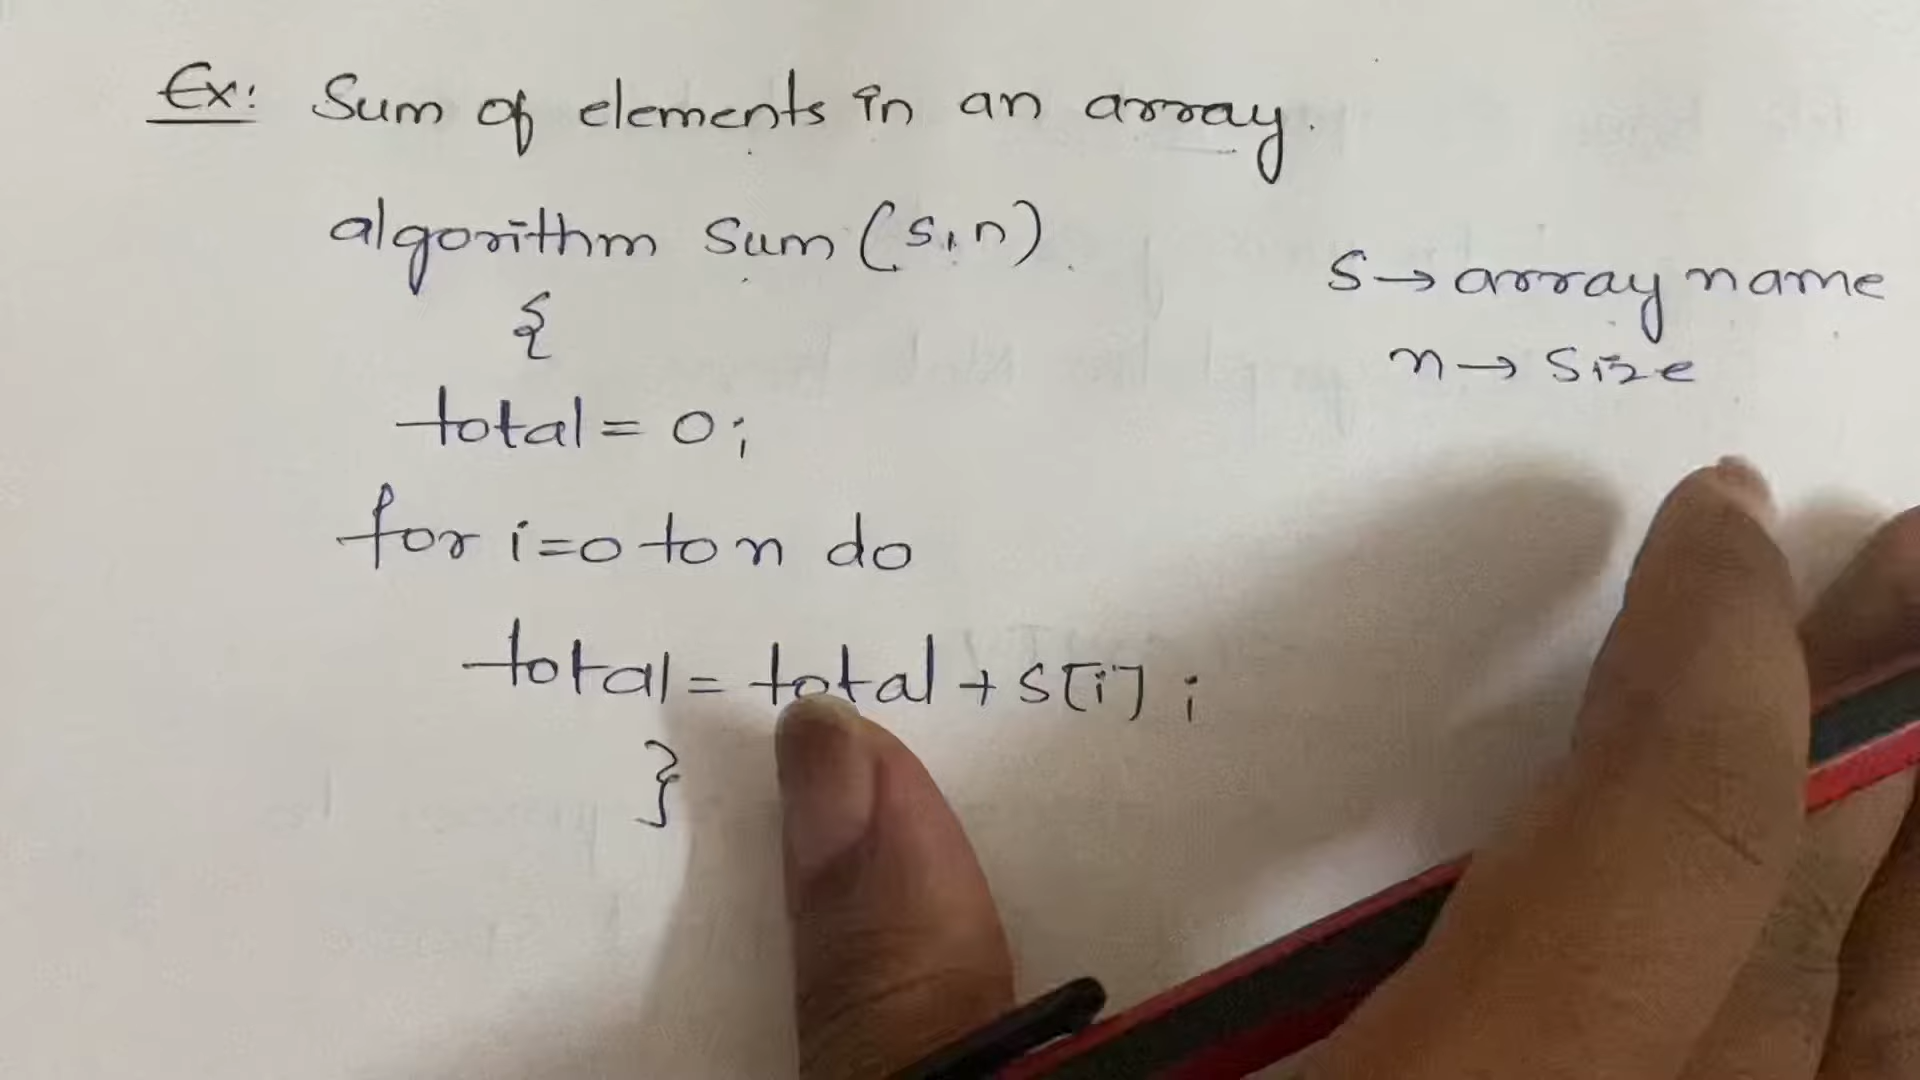 Ex: Sum of elements in an array.
algorithm sum (s,n)
{
s → array name
n → size
total = 0;
for i=0 to n do
total = total + s[i] ;
}